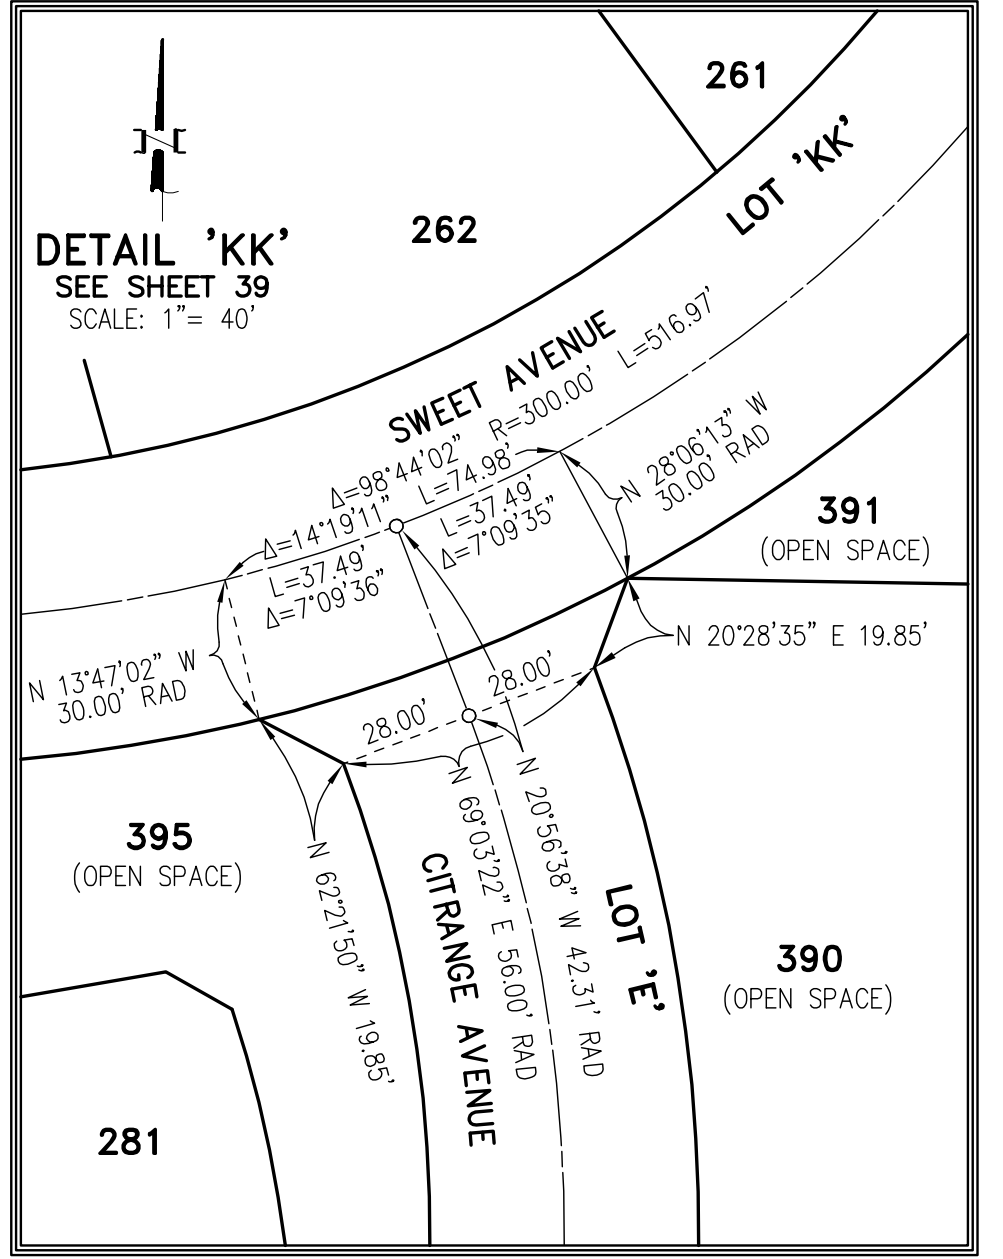 261
LOT 'KK'
262
DETAIL 'KK'
SEE SHEET 39
SCALE: 1"= 40'
SWEET AVENUE
Δ=98°44'02" R=300.00' L=516.97'
Δ=14°19'11" L=74.98'
L=37.49'
Δ=7°09'35"
L=37.49'
Δ=7°09'36"
N 28°06'13" W
30.00' RAD
391
(OPEN SPACE)
N 20°28'35" E 19.85'
N 13°47'02" W
30.00' RAD
28.00'
28.00'
395
(OPEN SPACE)
N 62°21'50" W 19.85'
CITRANGE AVENUE
N 69°03'22" E 56.00' RAD
N 20°56'38" W 42.31' RAD
LOT 'E'
390
(OPEN SPACE)
281